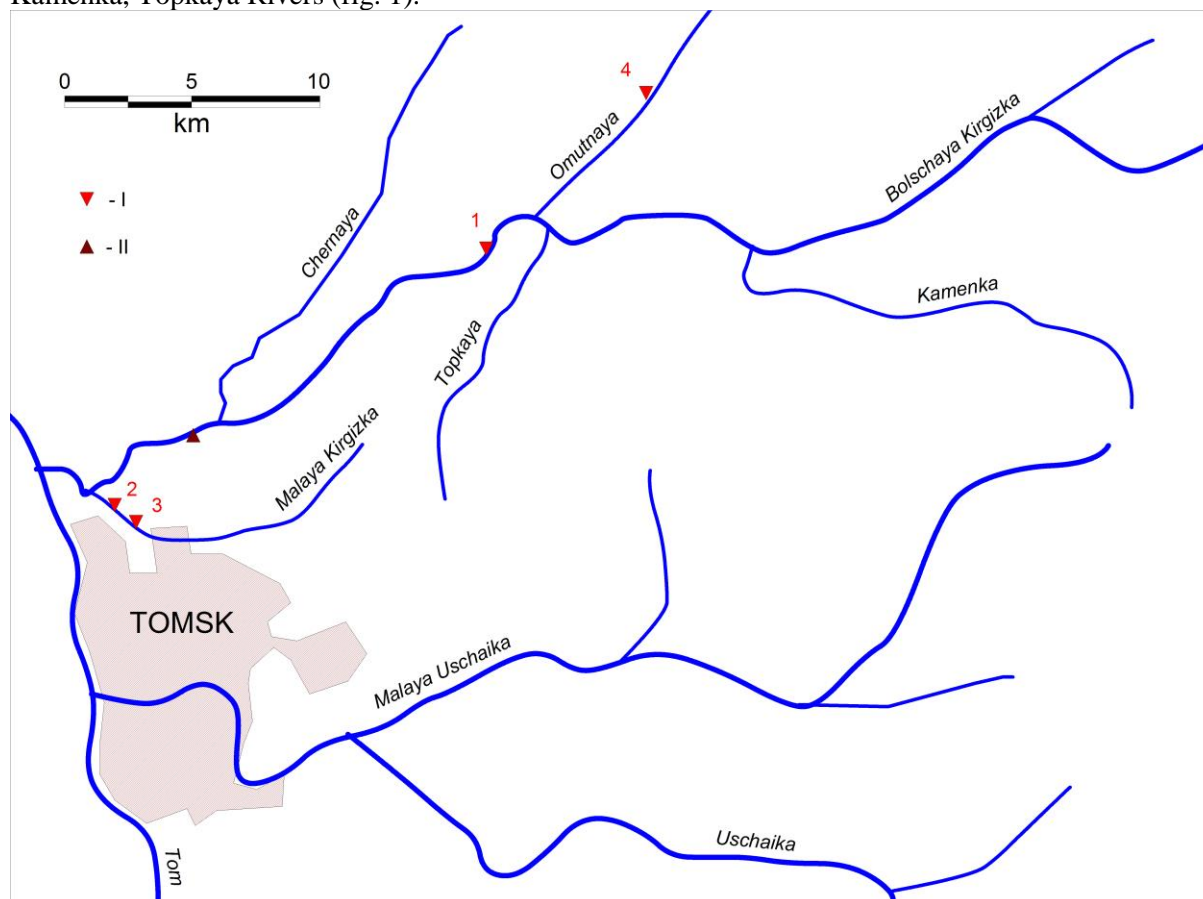 Kamenka, Topkaya Rivers (fig. 1).
0 5 10
km
4
Omutnaya
Bolschaya Kirgizka
- I
- II
1
Chernaya
Kamenka
Topkaya
Malaya Kirgizka
2
3
TOMSK
Malaya Uschaika
Uschaika
Tom